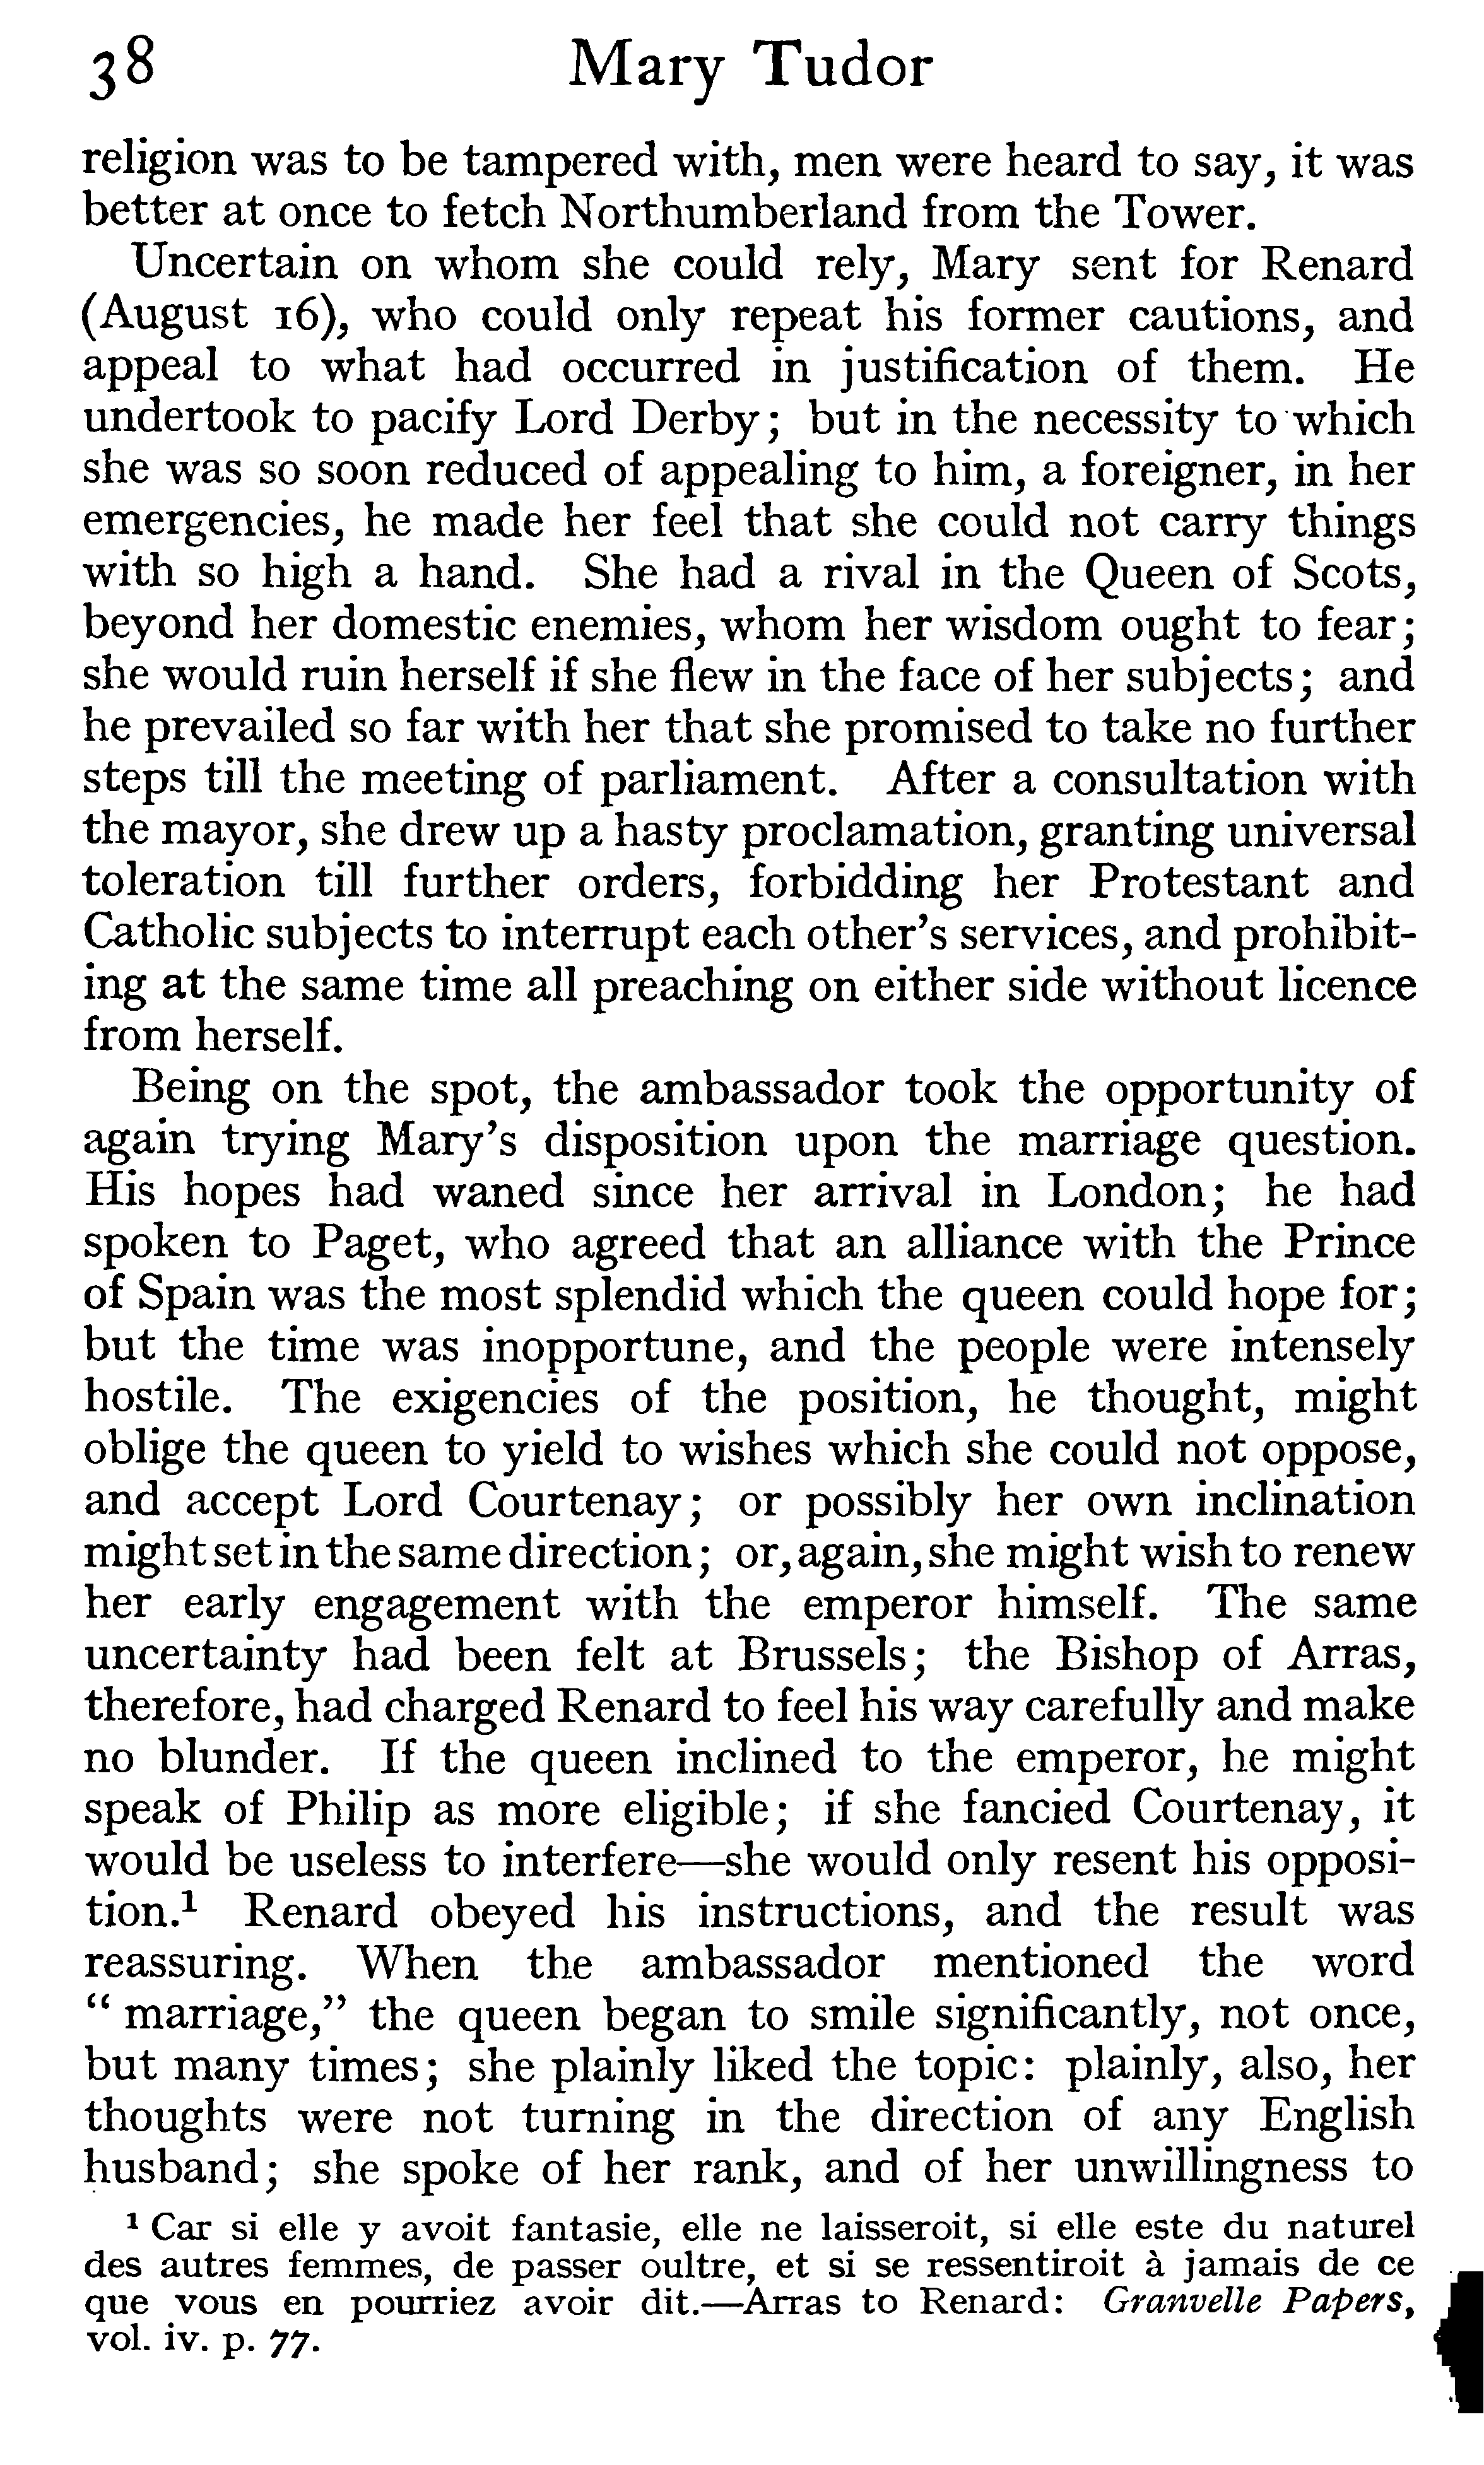 38 Mary Tudor
religion was to be tampered with, men were heard to say, it was
better at once to fetch Northumberland from the Tower.
Uncertain on whom she could rely, Mary sent for Renard
(August 16), who could only repeat his former cautions, and
appeal to what had occurred in justification of them. He
undertook to pacify Lord Derby; but in the necessity to which
she was so soon reduced of appealing to him, a foreigner, in her
emergencies, he made her feel that she could not carry things
with so high a hand. She had a rival in the Queen of Scots,
beyond her domestic enemies, whom her wisdom ought to fear;
she would ruin herself if she flew in the face of her subjects; and
he prevailed so far with her that she promised to take no further
steps till the meeting of parliament. After a consultation with
the mayor, she drew up a hasty proclamation, granting universal
toleration till further orders, forbidding her Protestant and
Catholic subjects to interrupt each other's services, and prohibit-
ing at the same time all preaching on either side without licence
from herself.
Being on the spot, the ambassador took the opportunity of
again trying Mary's disposition upon the marriage question.
His hopes had waned since her arrival in London; he had
spoken to Paget, who agreed that an alliance with the Prince
of Spain was the most splendid which the queen could hope for;
but the time was inopportune, and the people were intensely
hostile. The exigencies of the position, he thought, might
oblige the queen to yield to wishes which she could not oppose,
and accept Lord Courtenay; or possibly her own inclination
might set in the same direction; or, again, she might wish to renew
her early engagement with the emperor himself. The same
uncertainty had been felt at Brussels; the Bishop of Arras,
therefore, had charged Renard to feel his way carefully and make
no blunder. If the queen inclined to the emperor, he might
speak of Philip as more eligible; if she fancied Courtenay, it
would be useless to interfere—she would only resent his opposi-
tion.¹ Renard obeyed his instructions, and the result was
reassuring. When the ambassador mentioned the word
" marriage," the queen began to smile significantly, not once,
but many times; she plainly liked the topic: plainly, also, her
thoughts were not turning in the direction of any English
husband; she spoke of her rank, and of her unwillingness to
¹ Car si elle y avoit fantasie, elle ne laisseroit, si elle este du naturel
des autres femmes, de passer oultre, et si se ressentiroit à jamais de ce
que vous en pourriez avoir dit.—Arras to Renard: Granvelle Papers,
vol. iv. p. 77.